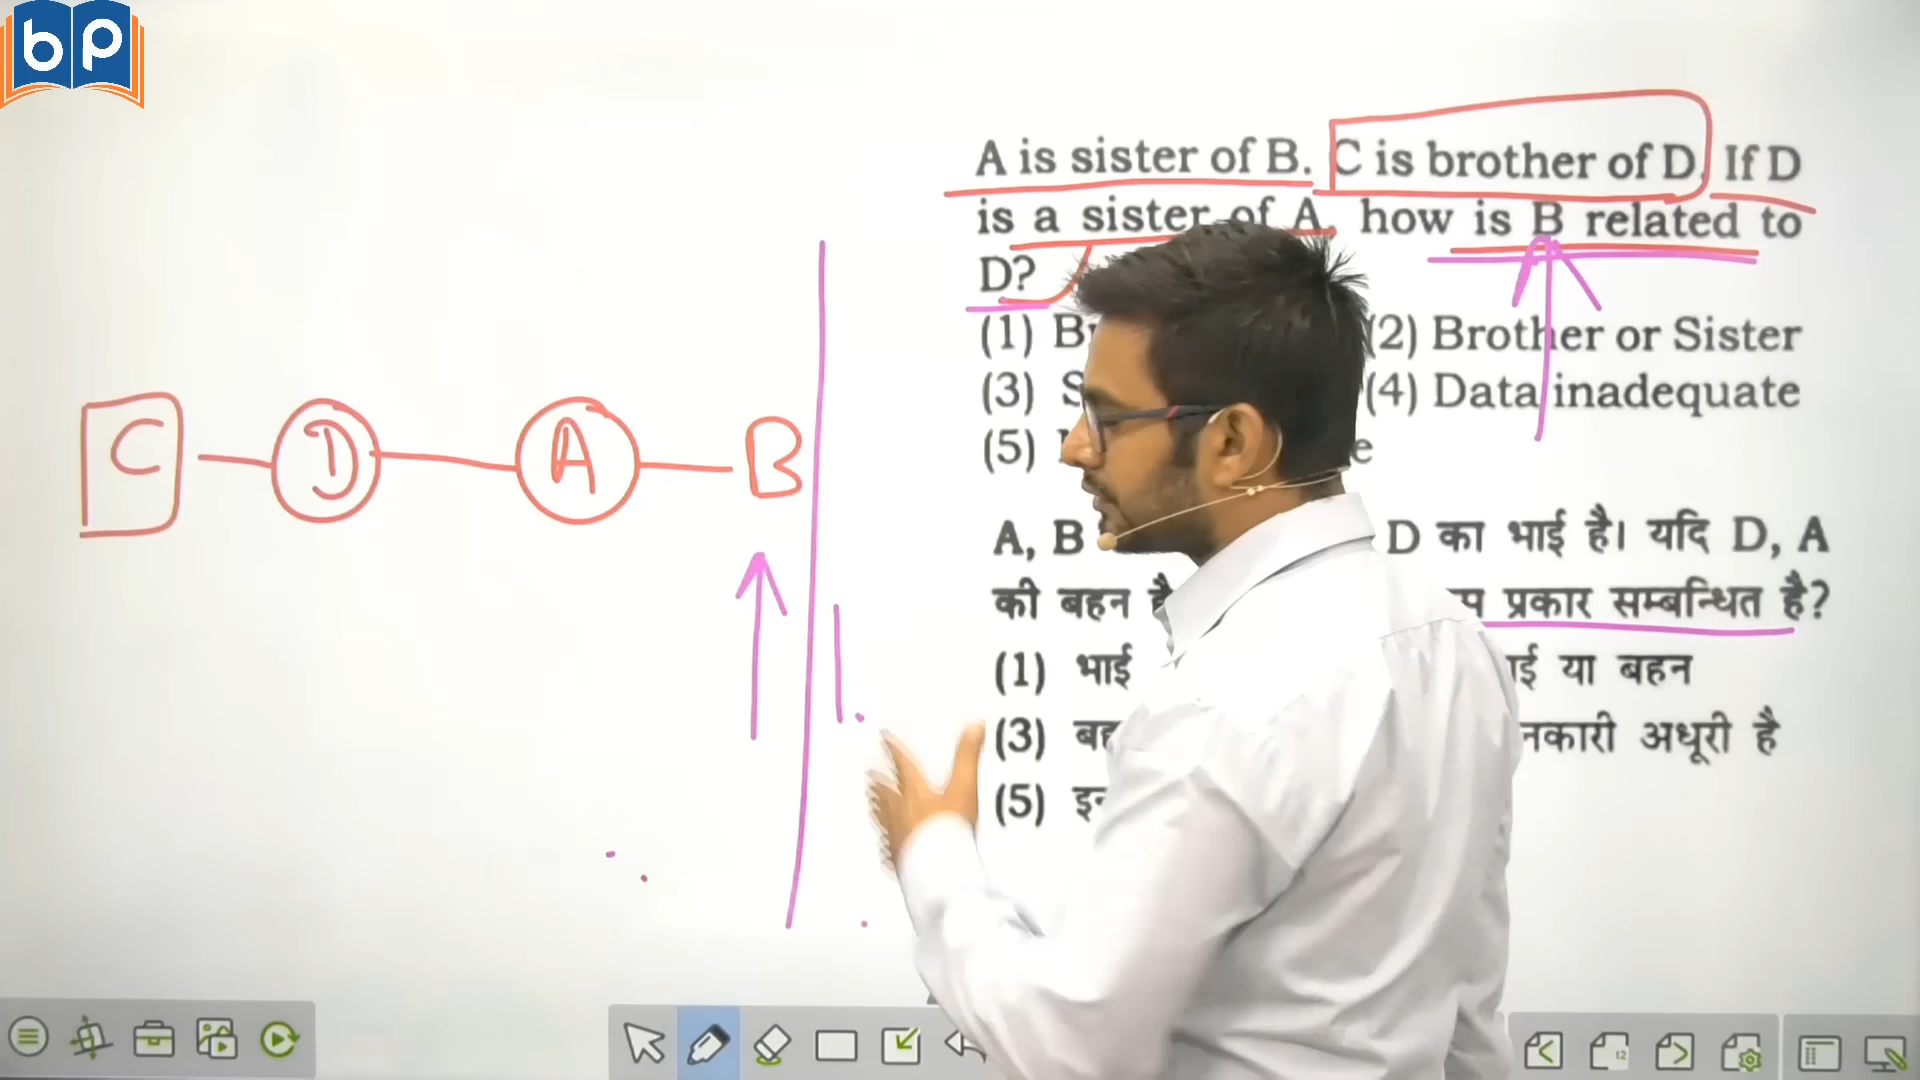 bp
A is sister of B. C is brother of D. If D
is a sister of A, how is B related to
D?
(1) (2) Brother or Sister
(3) (4) Data inadequate
(5)
A, B D का भाई है। यदि D, A
की बहन है प्रकार सम्बन्धित है?
(1) भाई या बहन
(3) अधूरी है
(5)
C D A B
12